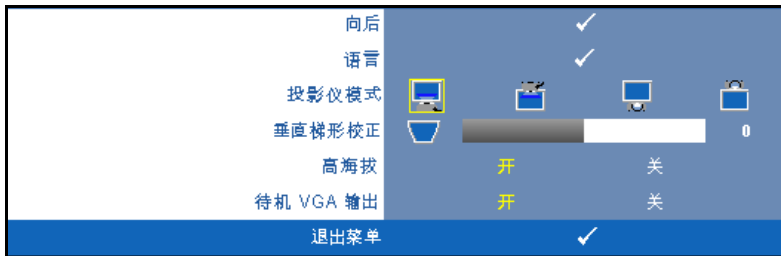 向后
语言
投影仪模式
垂直梯形校正 0
高海拔 开 关
待机 VGA 输出 开 关
退出菜单